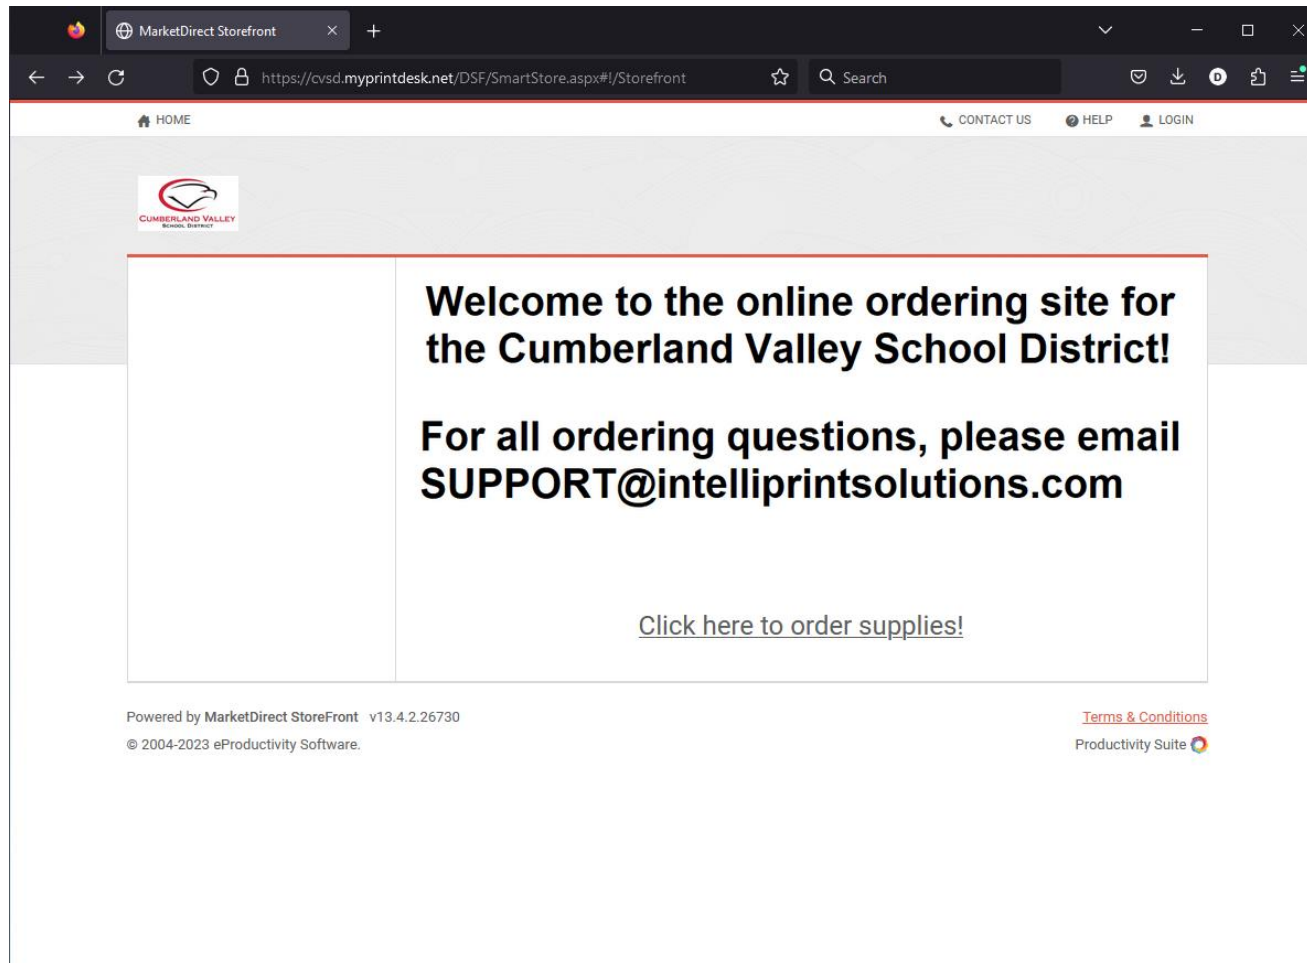 MarketDirect Storefront
https://cvsd.myprintdesk.net/DSF/SmartStore.aspx#!/Storefront
Search
D
HOME
CONTACT US
HELP
LOGIN
CUMBERLAND VALLEY
SCHOOL DISTRICT
Welcome to the online ordering site for
the Cumberland Valley School District!
For all ordering questions, please email
SUPPORT@intelliprintsolutions.com
Click here to order supplies!
Powered by MarketDirect StoreFront v13.4.2.26730
Terms & Conditions
© 2004-2023 eProductivity Software.
Productivity Suite